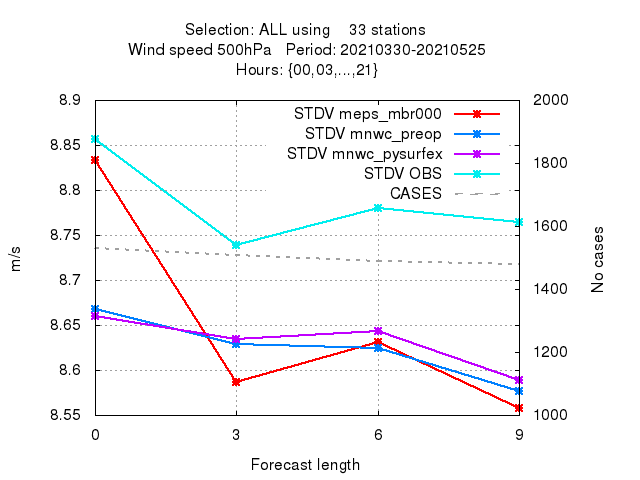 Selection: ALL using 33 stations
Wind speed 500hPa Period: 20210330-20210525
Hours: {00,03,...,21}
8.9
8.85
8.8
8.75
8.7
8.65
8.6
8.55
m/s
STDV meps_mbr000
STDV mnwc_preop
STDV mnwc_pysurfex
STDV OBS
CASES
2000
1800
1600
1400
1200
1000
No cases
0 3 6 9
Forecast length